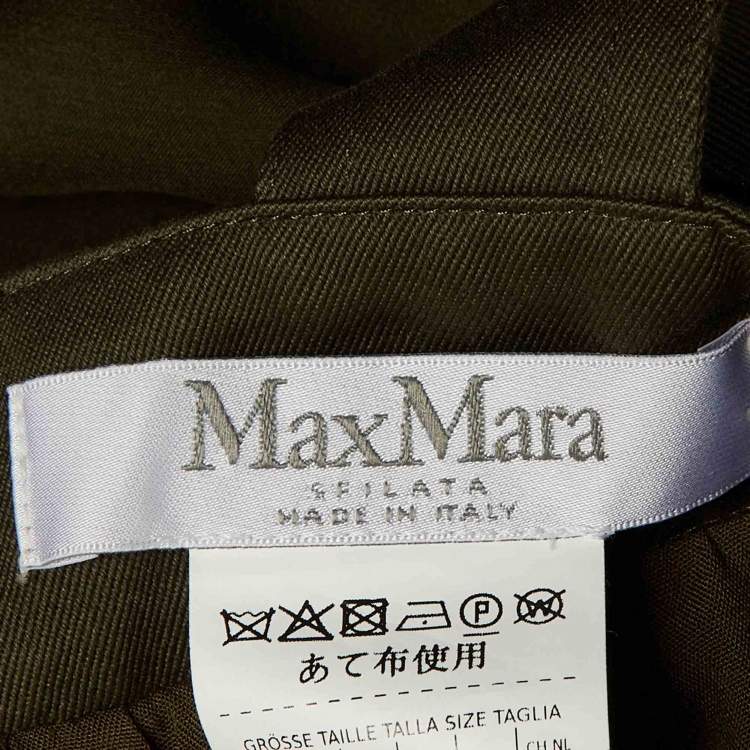 MaxMara
SFILATA
MADE IN ITALY
P W
あて布使用
GRÖSSE TAILLE TALLA SIZE TAGLIA
CH NL